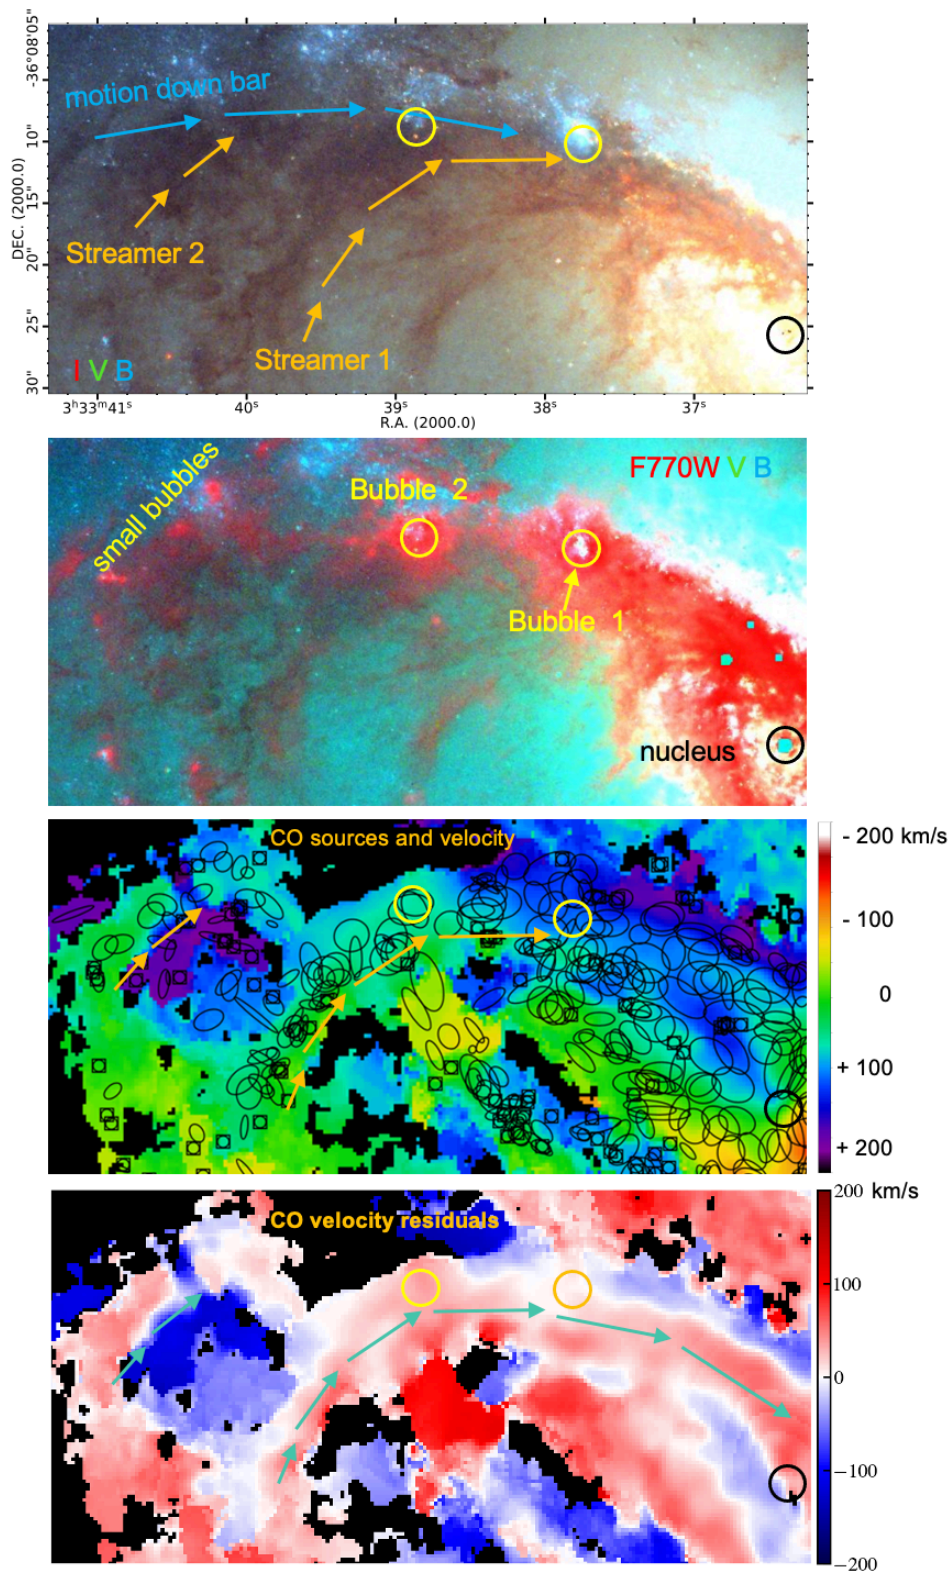 -36°08'05"
10"
15"
20"
25"
30"
DEC. (2000.0)
motion down bar
Streamer 2
Streamer 1
I V B
3ʰ33ᵐ41ˢ 40ˢ 39ˢ 38ˢ 37ˢ
R.A. (2000.0)
small bubbles
Bubble 2
F770W V B
Bubble 1
nucleus
CO sources and velocity
- 200 km/s
- 100
0
+ 100
+ 200
CO velocity residuals
200 km/s
100
0
−100
−200